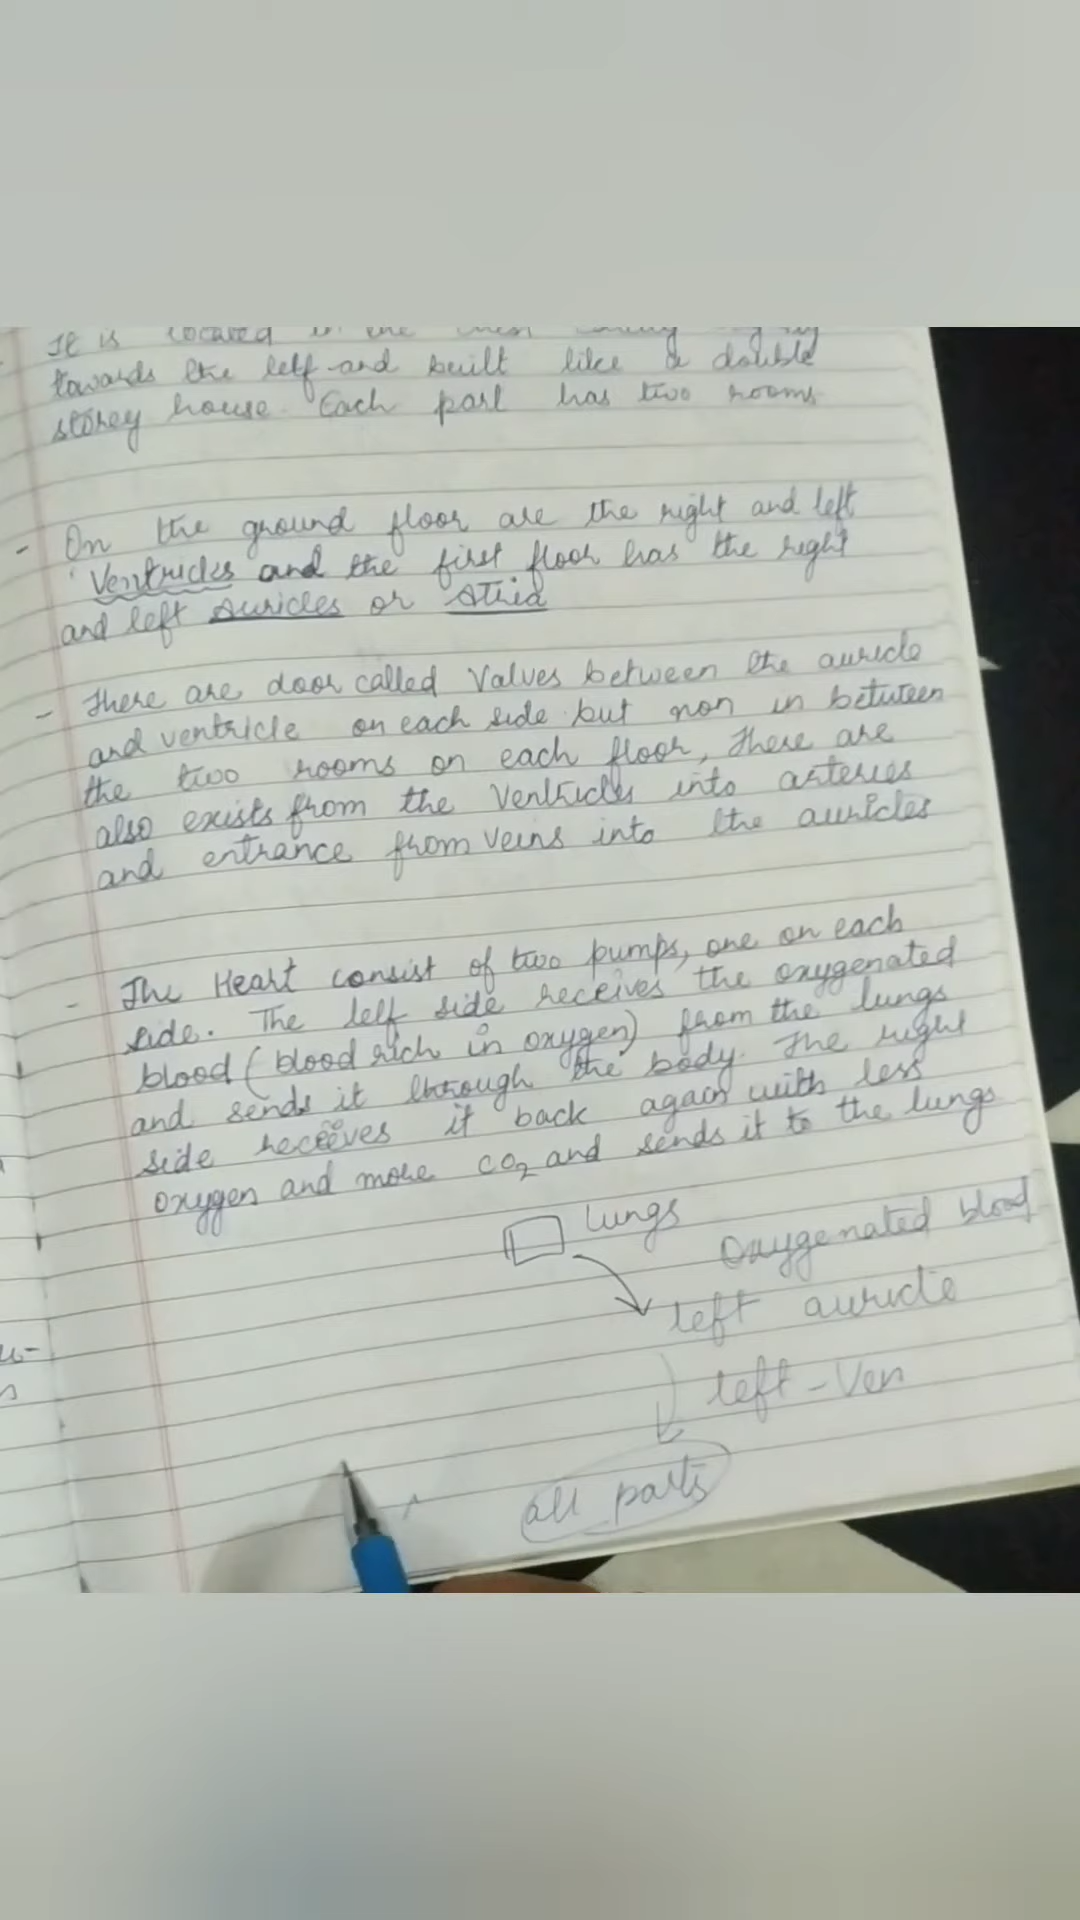 It is located in the
towards the left and built like a double
storey house. Each part has two rooms
- On the ground floor are the right and left
Ventricles and the first floor has the right
and left auricles or atria
- There are door called Valves between the auricle
and ventricle on each side but non in between
the two rooms on each floor, There are
also exists from the Ventricles into arteries
and entrance from veins into the auricles
- The Heart consist of two pumps, one on each
side. The left side receives the oxygenated
blood (blood rich in oxygen) from the lungs
and sends it through the body. The right
side receives it back again with less
oxygen and more CO2 and sends it to the lungs
lungs
Oxygenated blood
left auricle
left - Ven
all parts